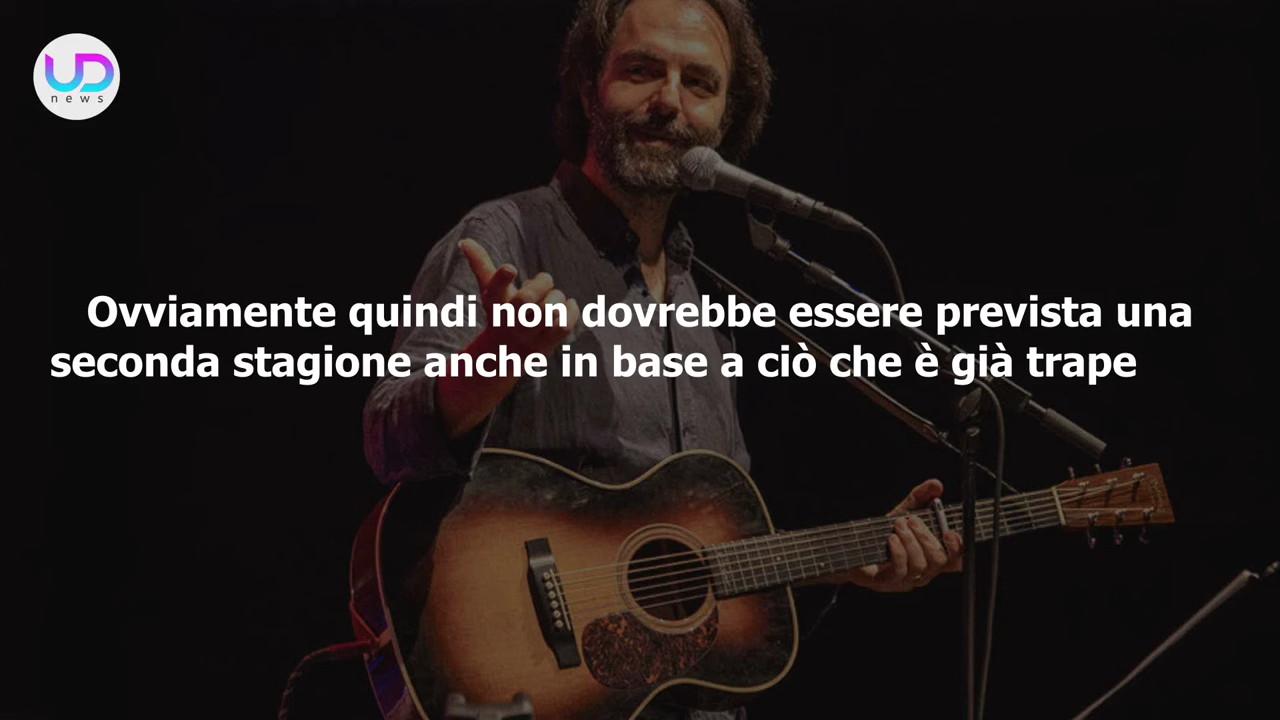 UD
news
Ovviamente quindi non dovrebbe essere prevista una
seconda stagione anche in base a ciò che è già trape